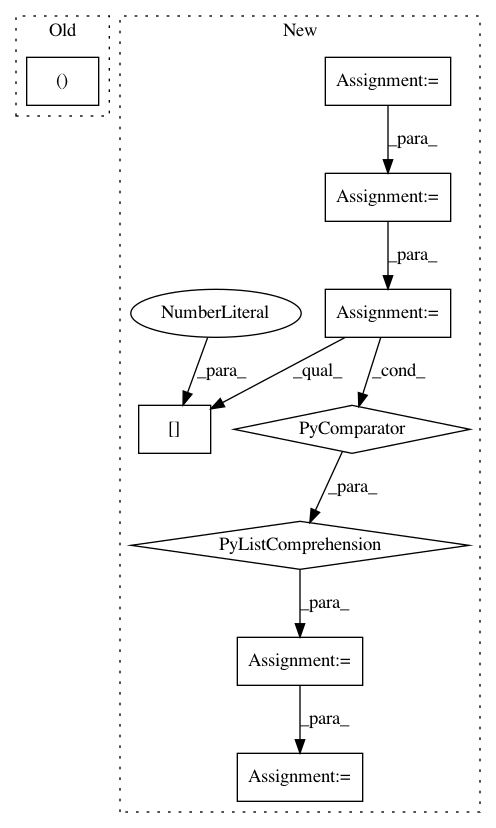 Old
New
()
Assignment:=
_para_
Assignment:=
_para_
NumberLiteral
Assignment:=
_para_
_qual_
_cond_
[]
PyComparator
_para_
PyListComprehension
_para_
Assignment:=
_para_
Assignment:=